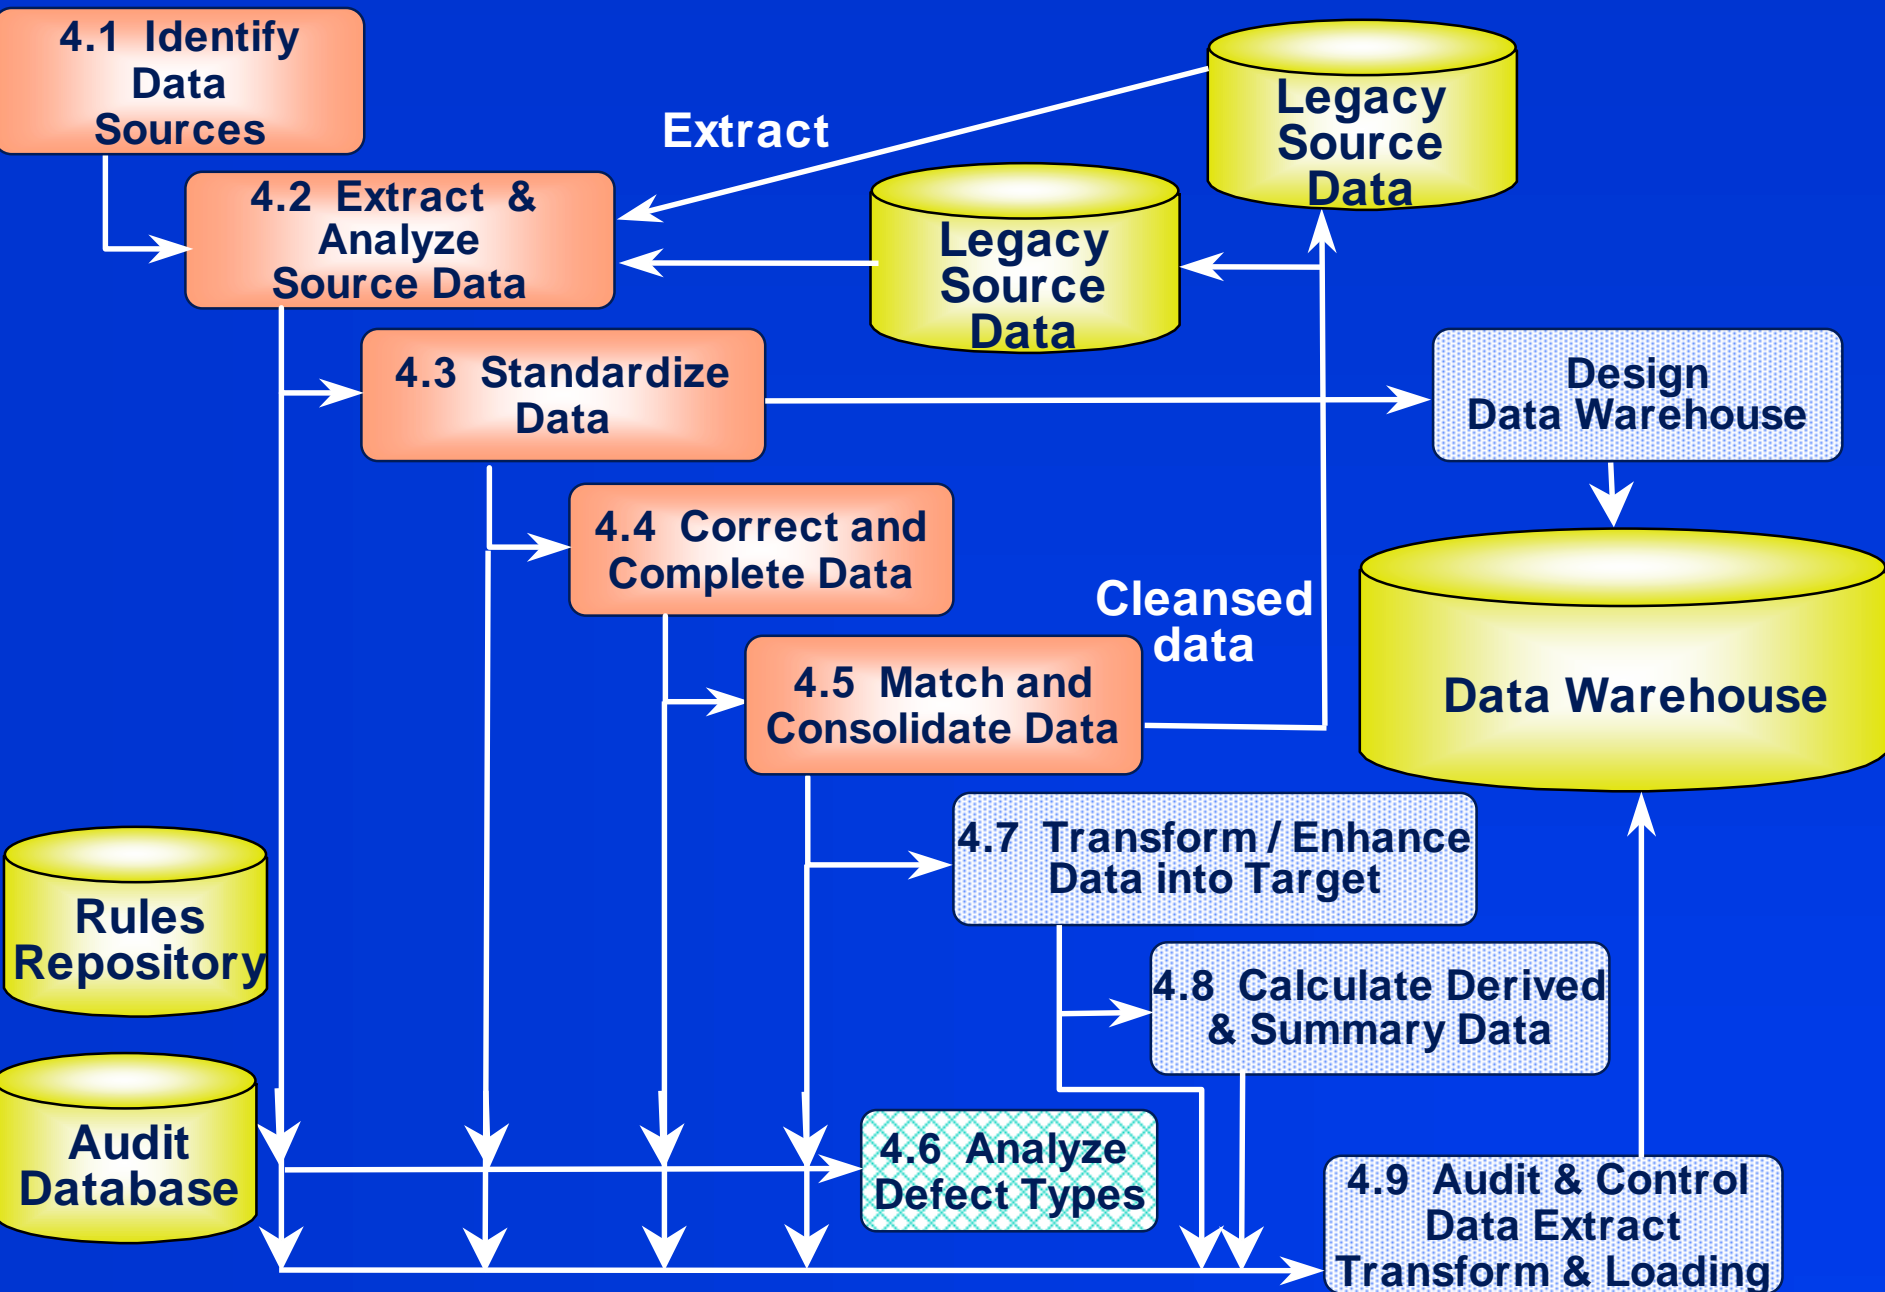 4.1 Identify
Data
Sources
Extract
Legacy
Source
Data
4.2 Extract &
Analyze
Source Data
Legacy
Source
Data
4.3 Standardize
Data
Design
Data Warehouse
4.4 Correct and
Complete Data
Cleansed
data
4.5 Match and
Consolidate Data
Data Warehouse
4.7 Transform / Enhance
Data into Target
Rules
Repository
4.8 Calculate Derived
& Summary Data
Audit
Database
4.6 Analyze
Defect Types
4.9 Audit & Control
Data Extract
Transform & Loading